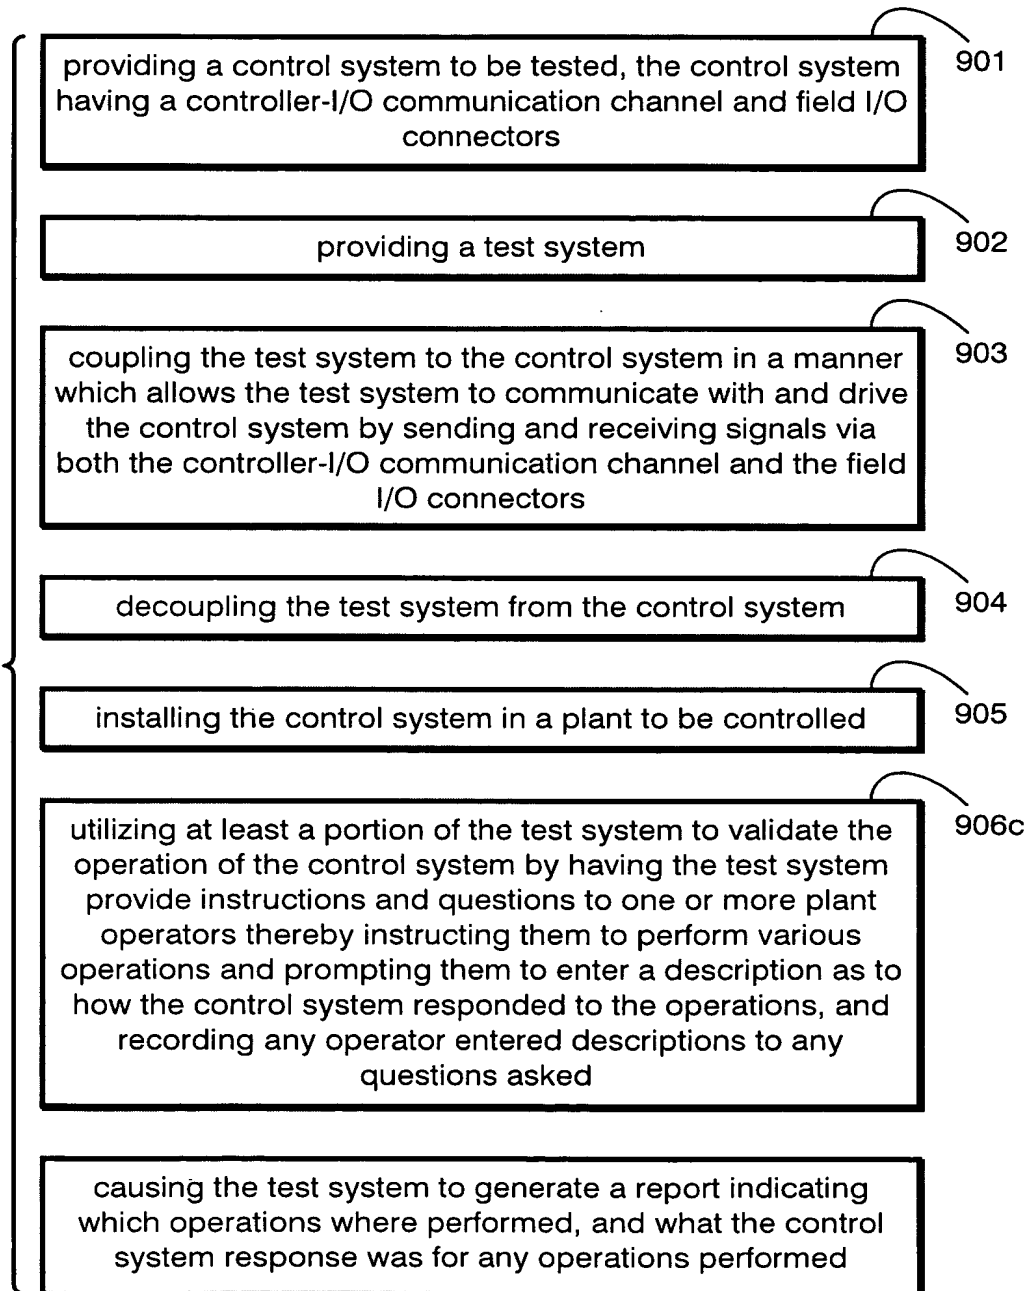 901
providing a control system to be tested, the control system
having a controller-I/O communication channel and field I/O
connectors
902
providing a test system
903
coupling the test system to the control system in a manner
which allows the test system to communicate with and drive
the control system by sending and receiving signals via
both the controller-I/O communication channel and the field
I/O connectors
904
decoupling the test system from the control system
905
installing the control system in a plant to be controlled
906c
utilizing at least a portion of the test system to validate the
operation of the control system by having the test system
provide instructions and questions to one or more plant
operators thereby instructing them to perform various
operations and prompting them to enter a description as to
how the control system responded to the operations, and
recording any operator entered descriptions to any
questions asked
causing the test system to generate a report indicating
which operations where performed, and what the control
system response was for any operations performed